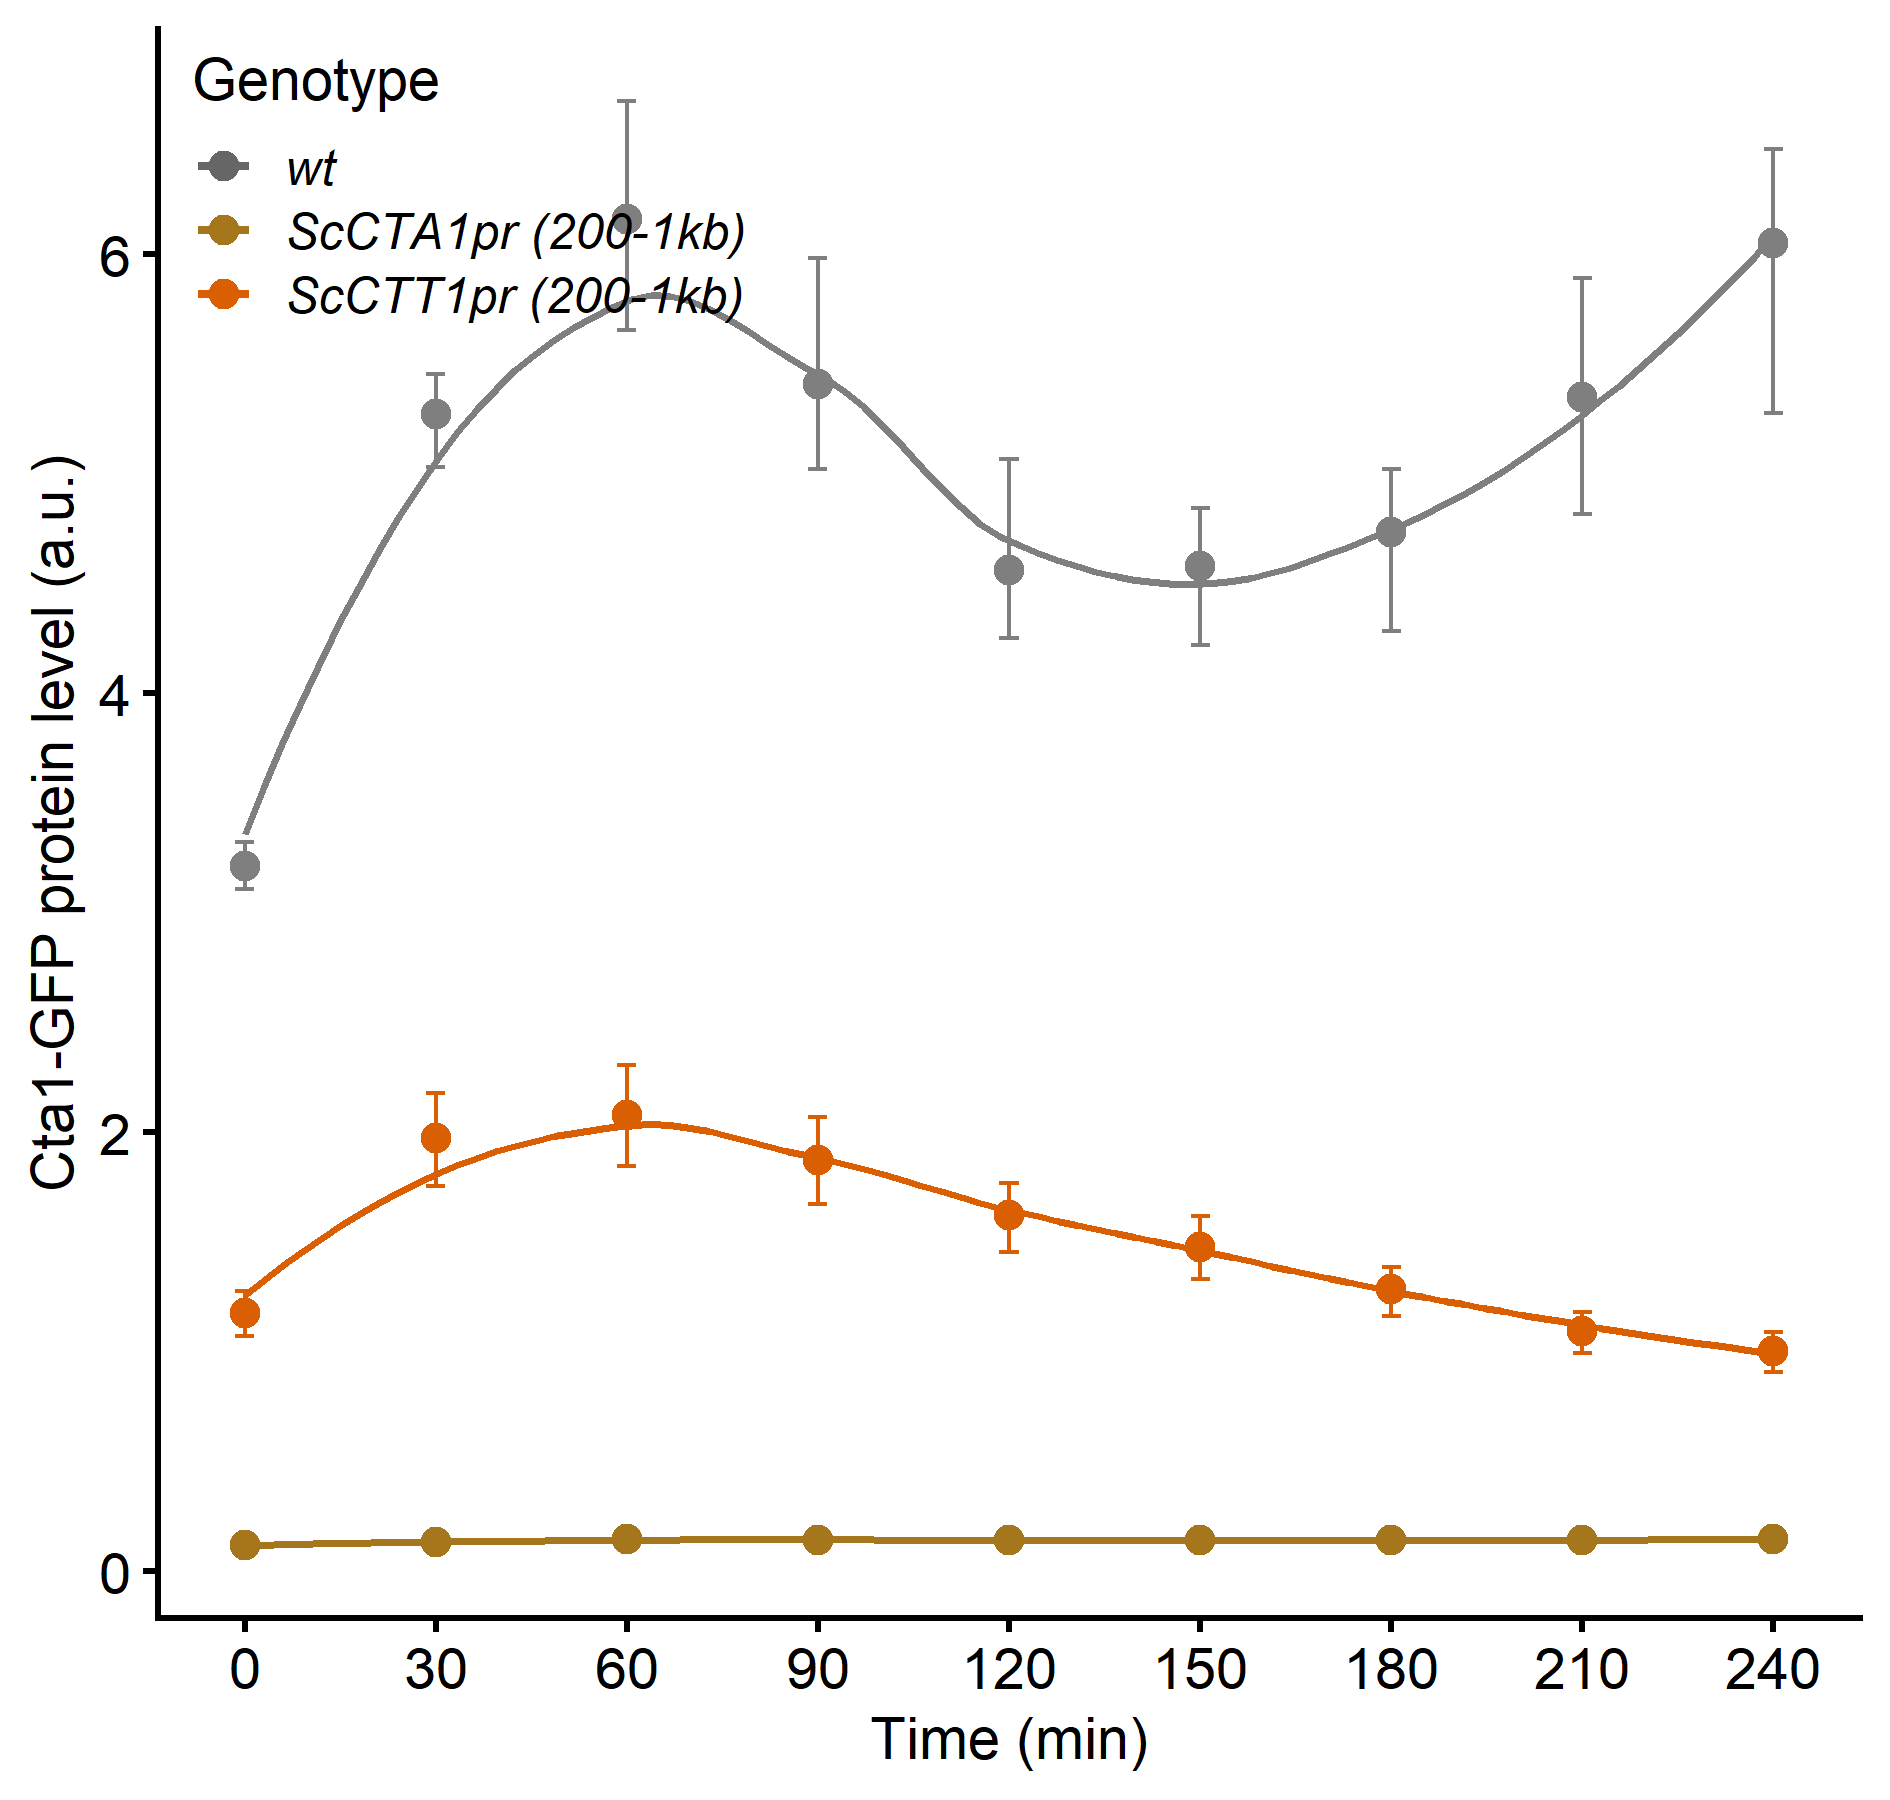 Genotype
wt
ScCTA1pr (200-1kb)
ScCTT1pr (200-1kb)
Cta1-GFP protein level (a.u.)
6
4
2
0
0 30 60 90 120 150 180 210 240
Time (min)